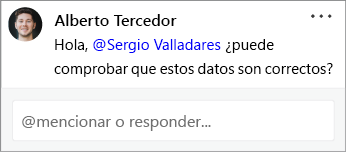 Alberto Tercedor
Hola, @Sergio Valladares ¿puede
comprobar que estos datos son correctos?
@mencionar o responder...